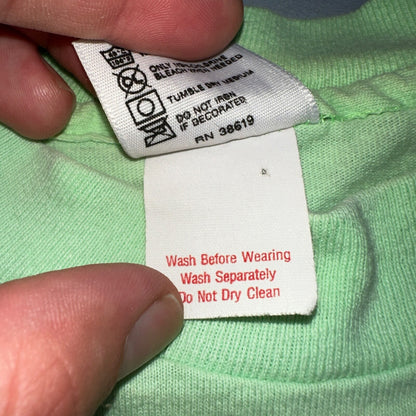 ONLY NON-CHLORINE
BLEACH WHEN NEEDED
TUMBLE DRY MEDIUM
DO NOT IRON
IF DECORATED
RN 38619
Wash Before Wearing
Wash Separately
Do Not Dry Clean